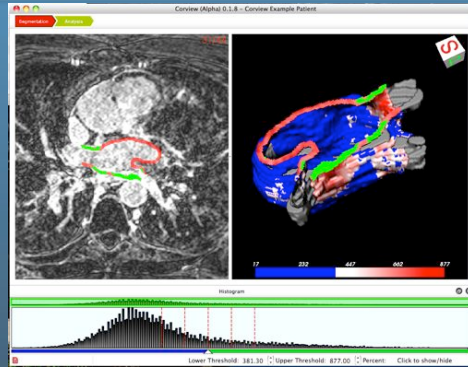 Corview (Alpha) 0.1.8 – Corview Example Patient
Segmentation
Analysis
S
17 232 447 662 877
Histogram
Lower Threshold: 381.30 Upper Threshold: 877.00 Percent: Click to show/hide